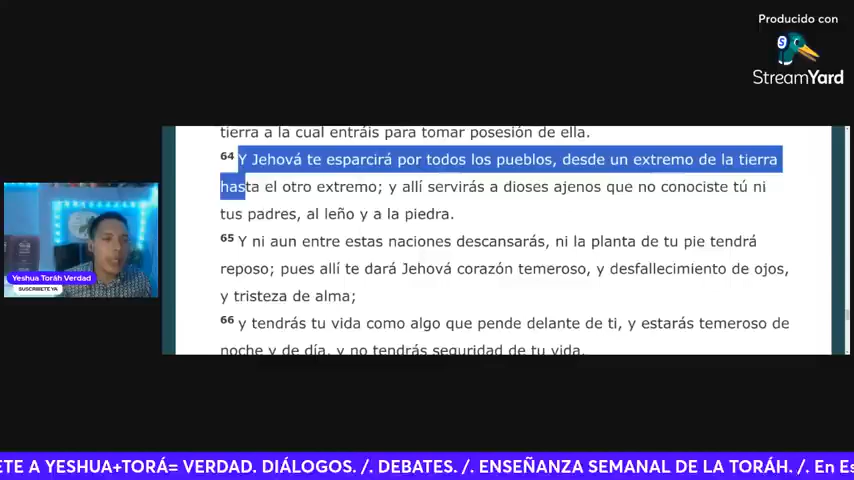 Producido con
S
StreamYard
tierra a la cual entráis para tomar posesión de ella.
64 Y Jehová te esparcirá por todos los pueblos, desde un extremo de la tierra
hasta el otro extremo; y allí servirás a dioses ajenos que no conociste tú ni
tus padres, al leño y a la piedra.
65 Y ni aun entre estas naciones descansarás, ni la planta de tu pie tendrá
reposo; pues allí te dará Jehová corazón temeroso, y desfallecimiento de ojos,
y tristeza de alma;
66 y tendrás tu vida como algo que pende delante de ti, y estarás temeroso de
noche y de día, y no tendrás seguridad de tu vida.
Yeshua Toráh Verdad
SUSCRIBETE YA
ETE A YESHUA+TORÁ= VERDAD. DIÁLOGOS. /. DEBATES. /. ENSEÑANZA SEMANAL DE LA TORÁH. /. En Es